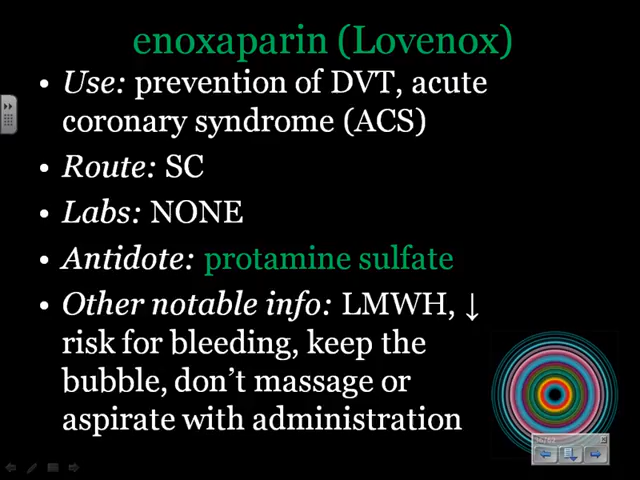 enoxaparin (Lovenox)
• Use: prevention of DVT, acute
coronary syndrome (ACS)
• Route: SC
• Labs: NONE
• Antidote: protamine sulfate
• Other notable info: LMWH, ↓
risk for bleeding, keep the
bubble, don't massage or
aspirate with administration